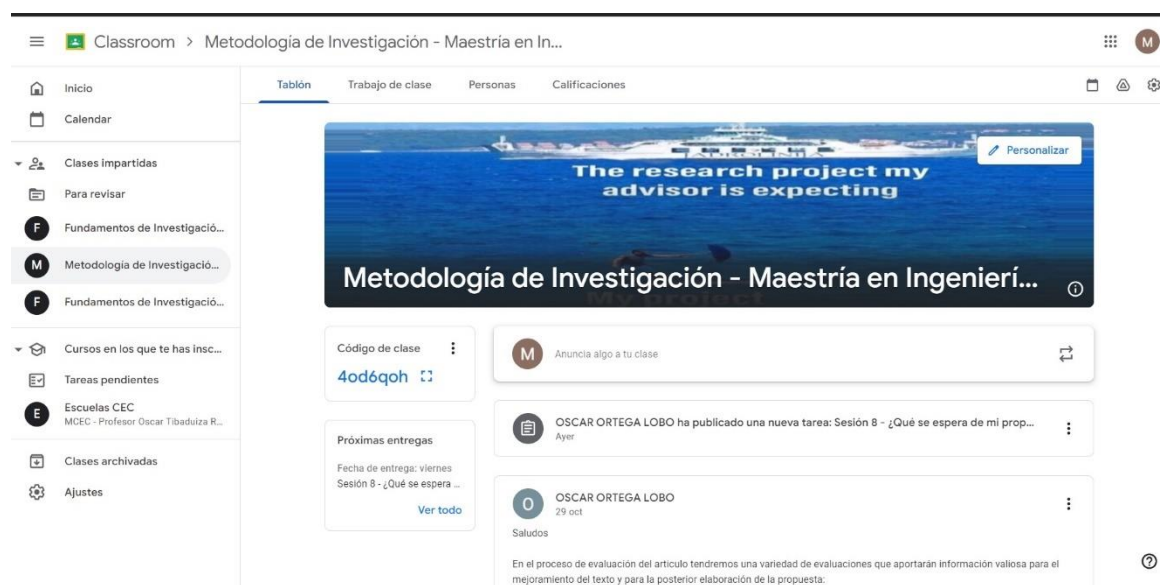 Classroom > Metodología de Investigación - Maestría en In...
M
Inicio
Calendar
Clases impartidas
Para revisar
F Fundamentos de Investigació...
M Metodología de Investigació...
F Fundamentos de Investigació...
Cursos en los que te has insc...
Tareas pendientes
E Escuelas CEC
MCEC - Profesor Oscar Tibaduiza R...
Clases archivadas
Ajustes
Tablón Trabajo de clase Personas Calificaciones
JADROLINIJA
Personalizar
The research project my
advisor is expecting
My project
Metodología de Investigación - Maestría en Ingenierí...
Código de clase
4od6qoh
Próximas entregas
Fecha de entrega: viernes
Sesión 8 - ¿Qué se espera ...
Ver todo
M Anuncia algo a tu clase
OSCAR ORTEGA LOBO ha publicado una nueva tarea: Sesión 8 - ¿Qué se espera de mi prop...
Ayer
O OSCAR ORTEGA LOBO
29 oct
Saludos
En el proceso de evaluación del articulo tendremos una variedad de evaluaciones que aportarán información valiosa para el
mejoramiento del texto y para la posterior elaboración de la propuesta: